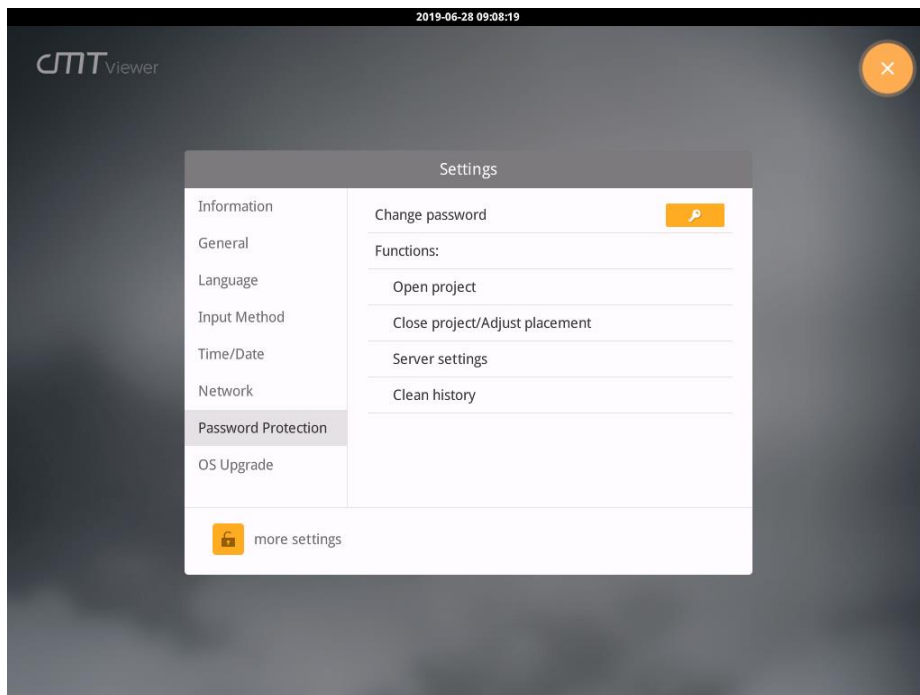 2019-06-28 09:08:19
cMT Viewer
Settings
Information
General
Language
Input Method
Time/Date
Network
Password Protection
OS Upgrade
Change password
Functions:
Open project
Close project/Adjust placement
Server settings
Clean history
more settings